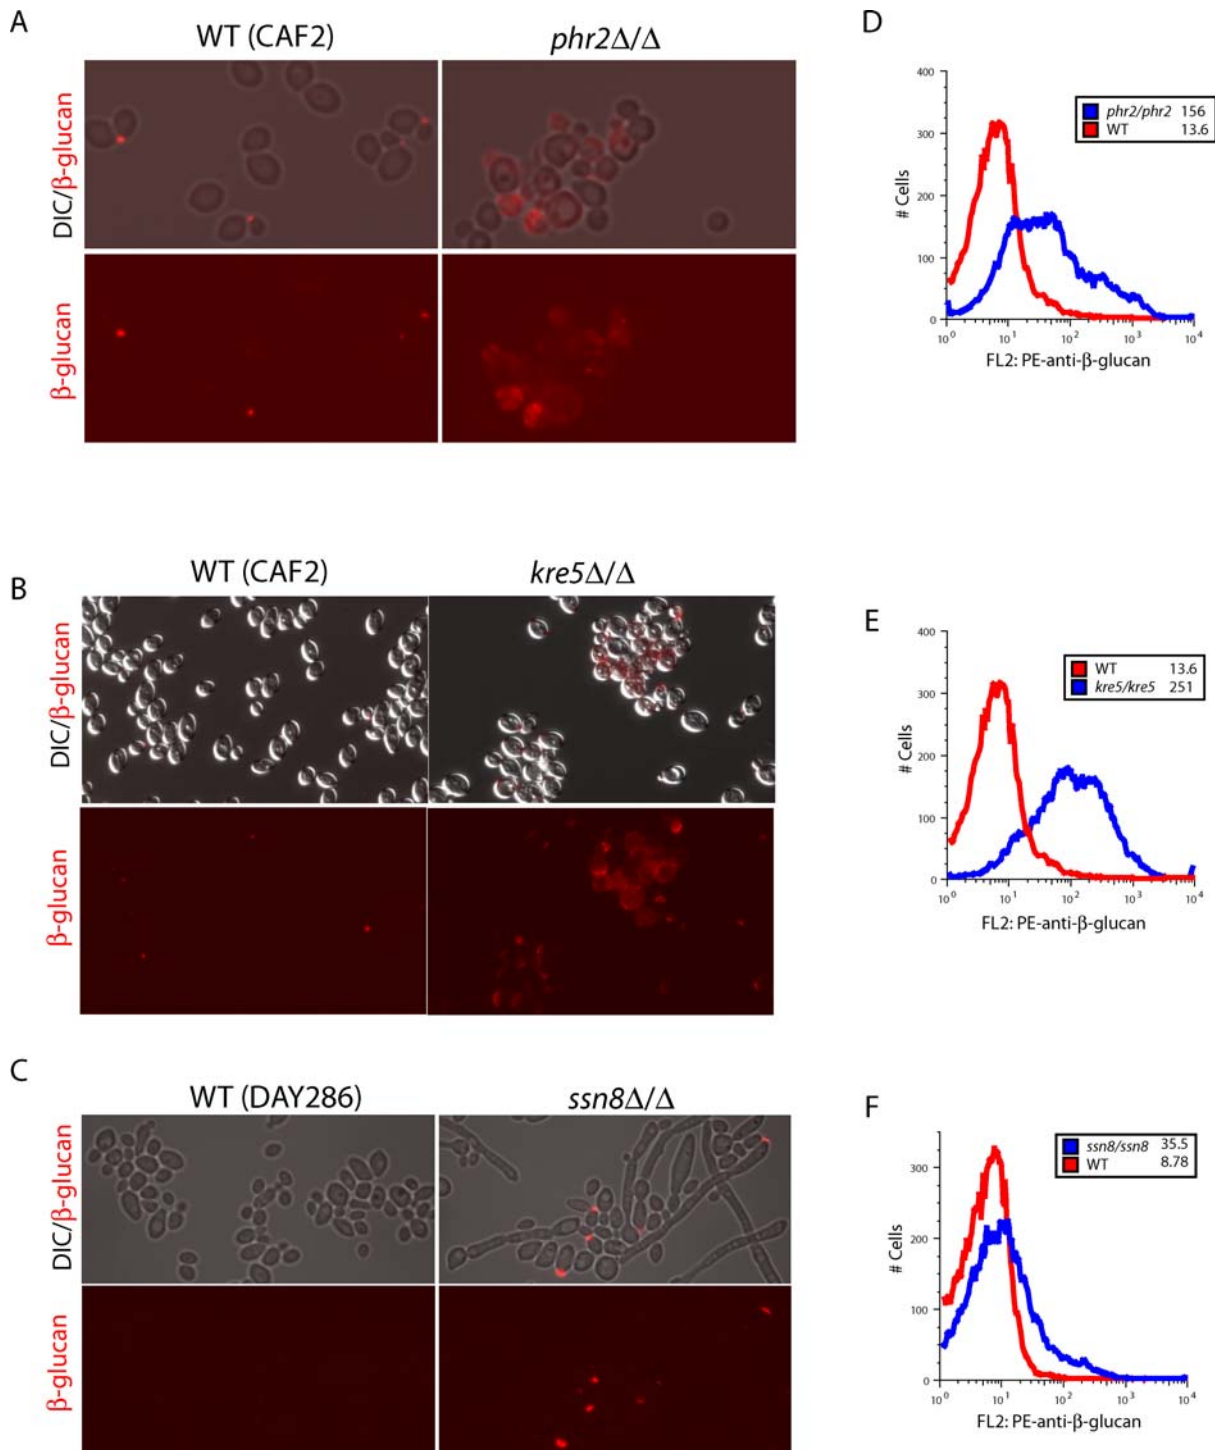 A
WT (CAF2)
phr2Δ/Δ
DIC/β-glucan
β-glucan
B
WT (CAF2)
kre5Δ/Δ
DIC/β-glucan
β-glucan
C
WT (DAY286)
ssn8Δ/Δ
DIC/β-glucan
β-glucan
D
400
300
200
100
0
# Cells
phr2/phr2 156
WT 13.6
10⁰ 10¹ 10² 10³ 10⁴
FL2: PE-anti-β-glucan
E
400
300
200
100
0
# Cells
WT 13.6
kre5/kre5 251
10⁰ 10¹ 10² 10³ 10⁴
FL2: PE-anti-β-glucan
F
300
200
100
0
# Cells
ssn8/ssn8 35.5
WT 8.78
10⁰ 10¹ 10² 10³ 10⁴
FL2: PE-anti-β-glucan